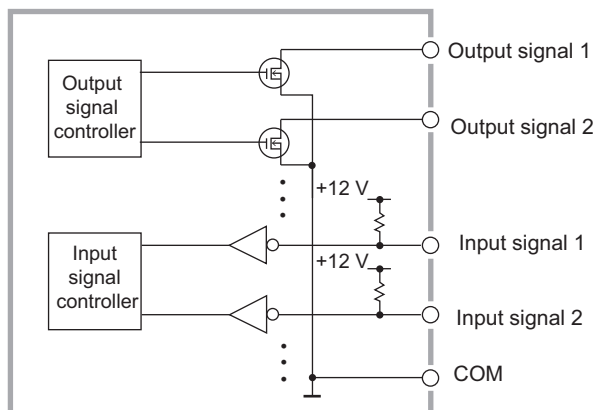 Output signal 1
Output
signal
controller
Output signal 2
+12 V
Input signal 1
Input
signal
controller
+12 V
Input signal 2
COM